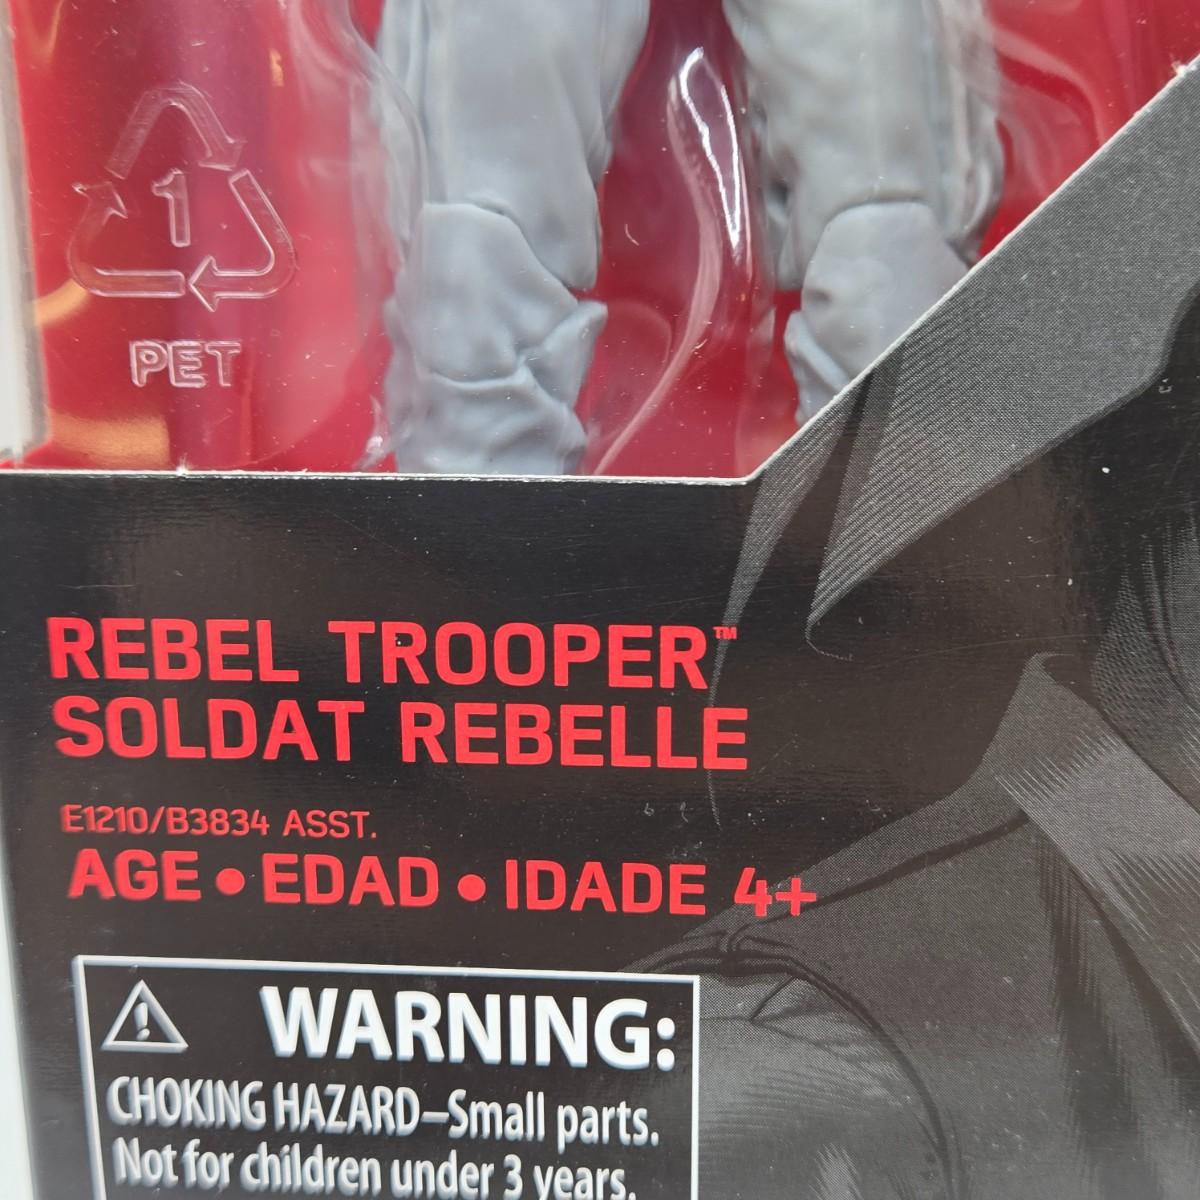 1
PET
REBEL TROOPER™
SOLDAT REBELLE
E1210/B3834 ASST.
AGE • EDAD • IDADE 4+
WARNING:
CHOKING HAZARD–Small parts.
Not for children under 3 years.